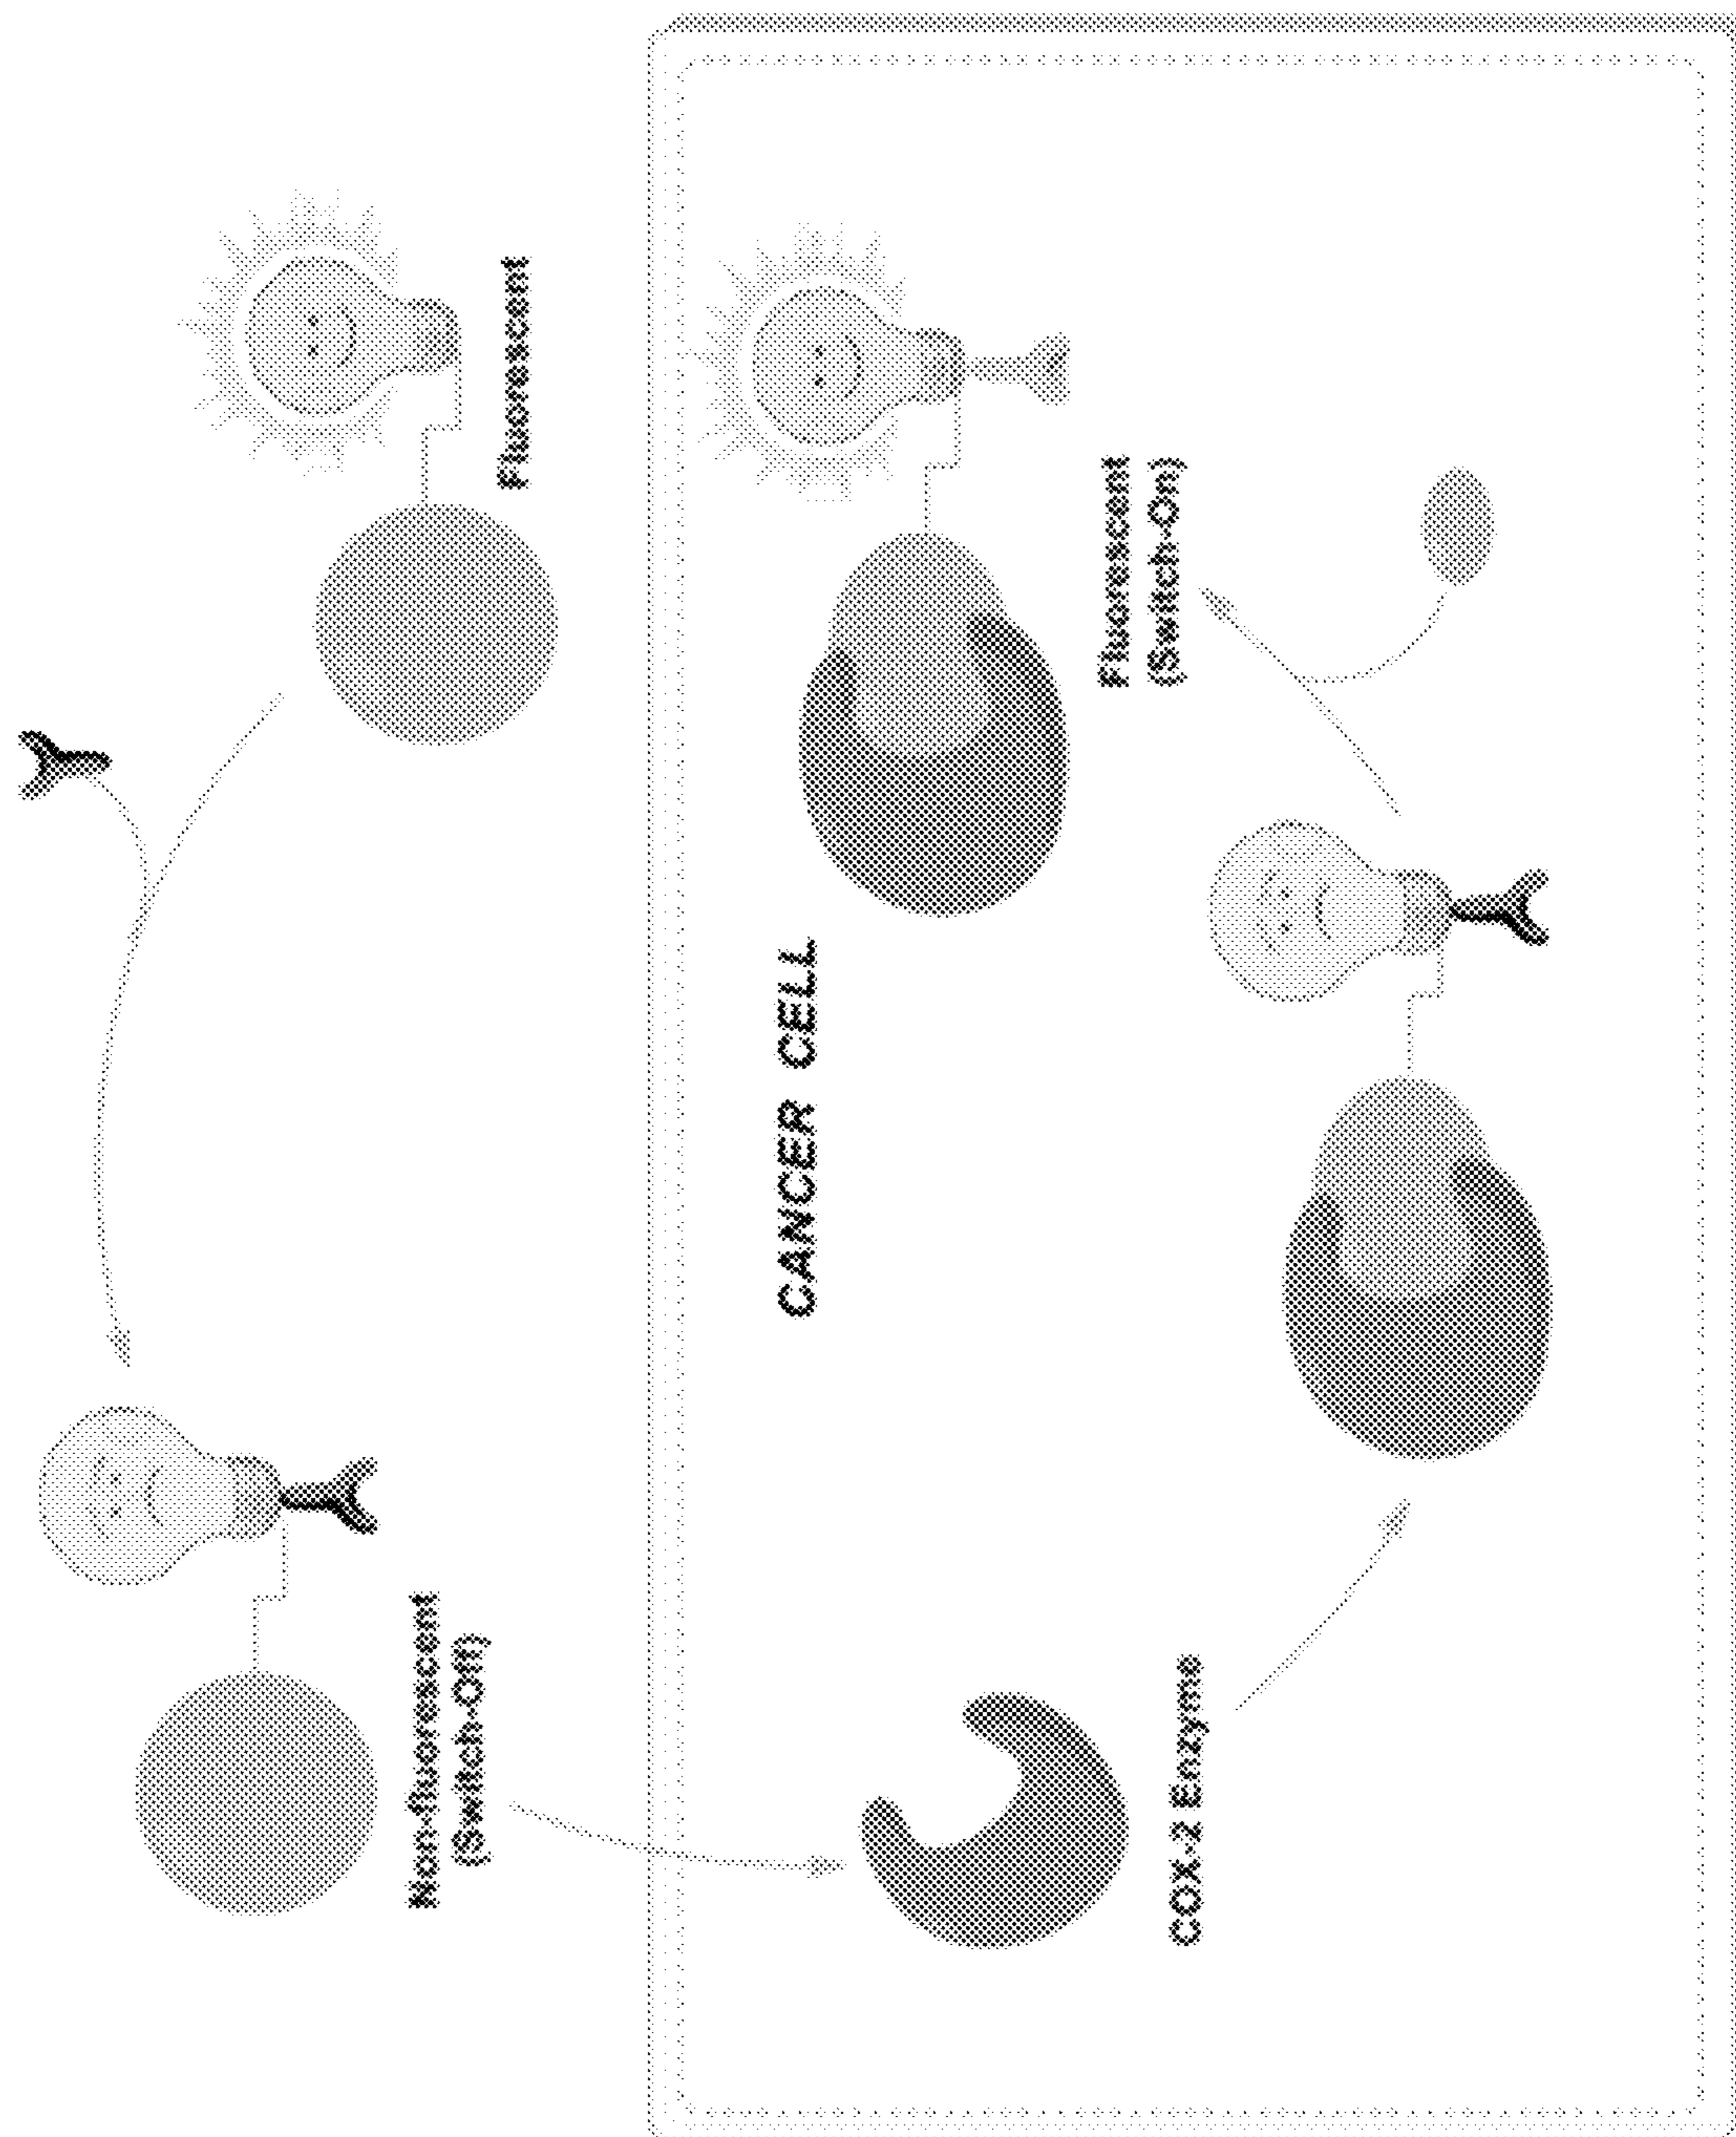 Non-fluorescent
(Switch-Off)
Fluorescent
CANCER CELL
COX-2 Enzyme
Fluorescent
(Switch-On)